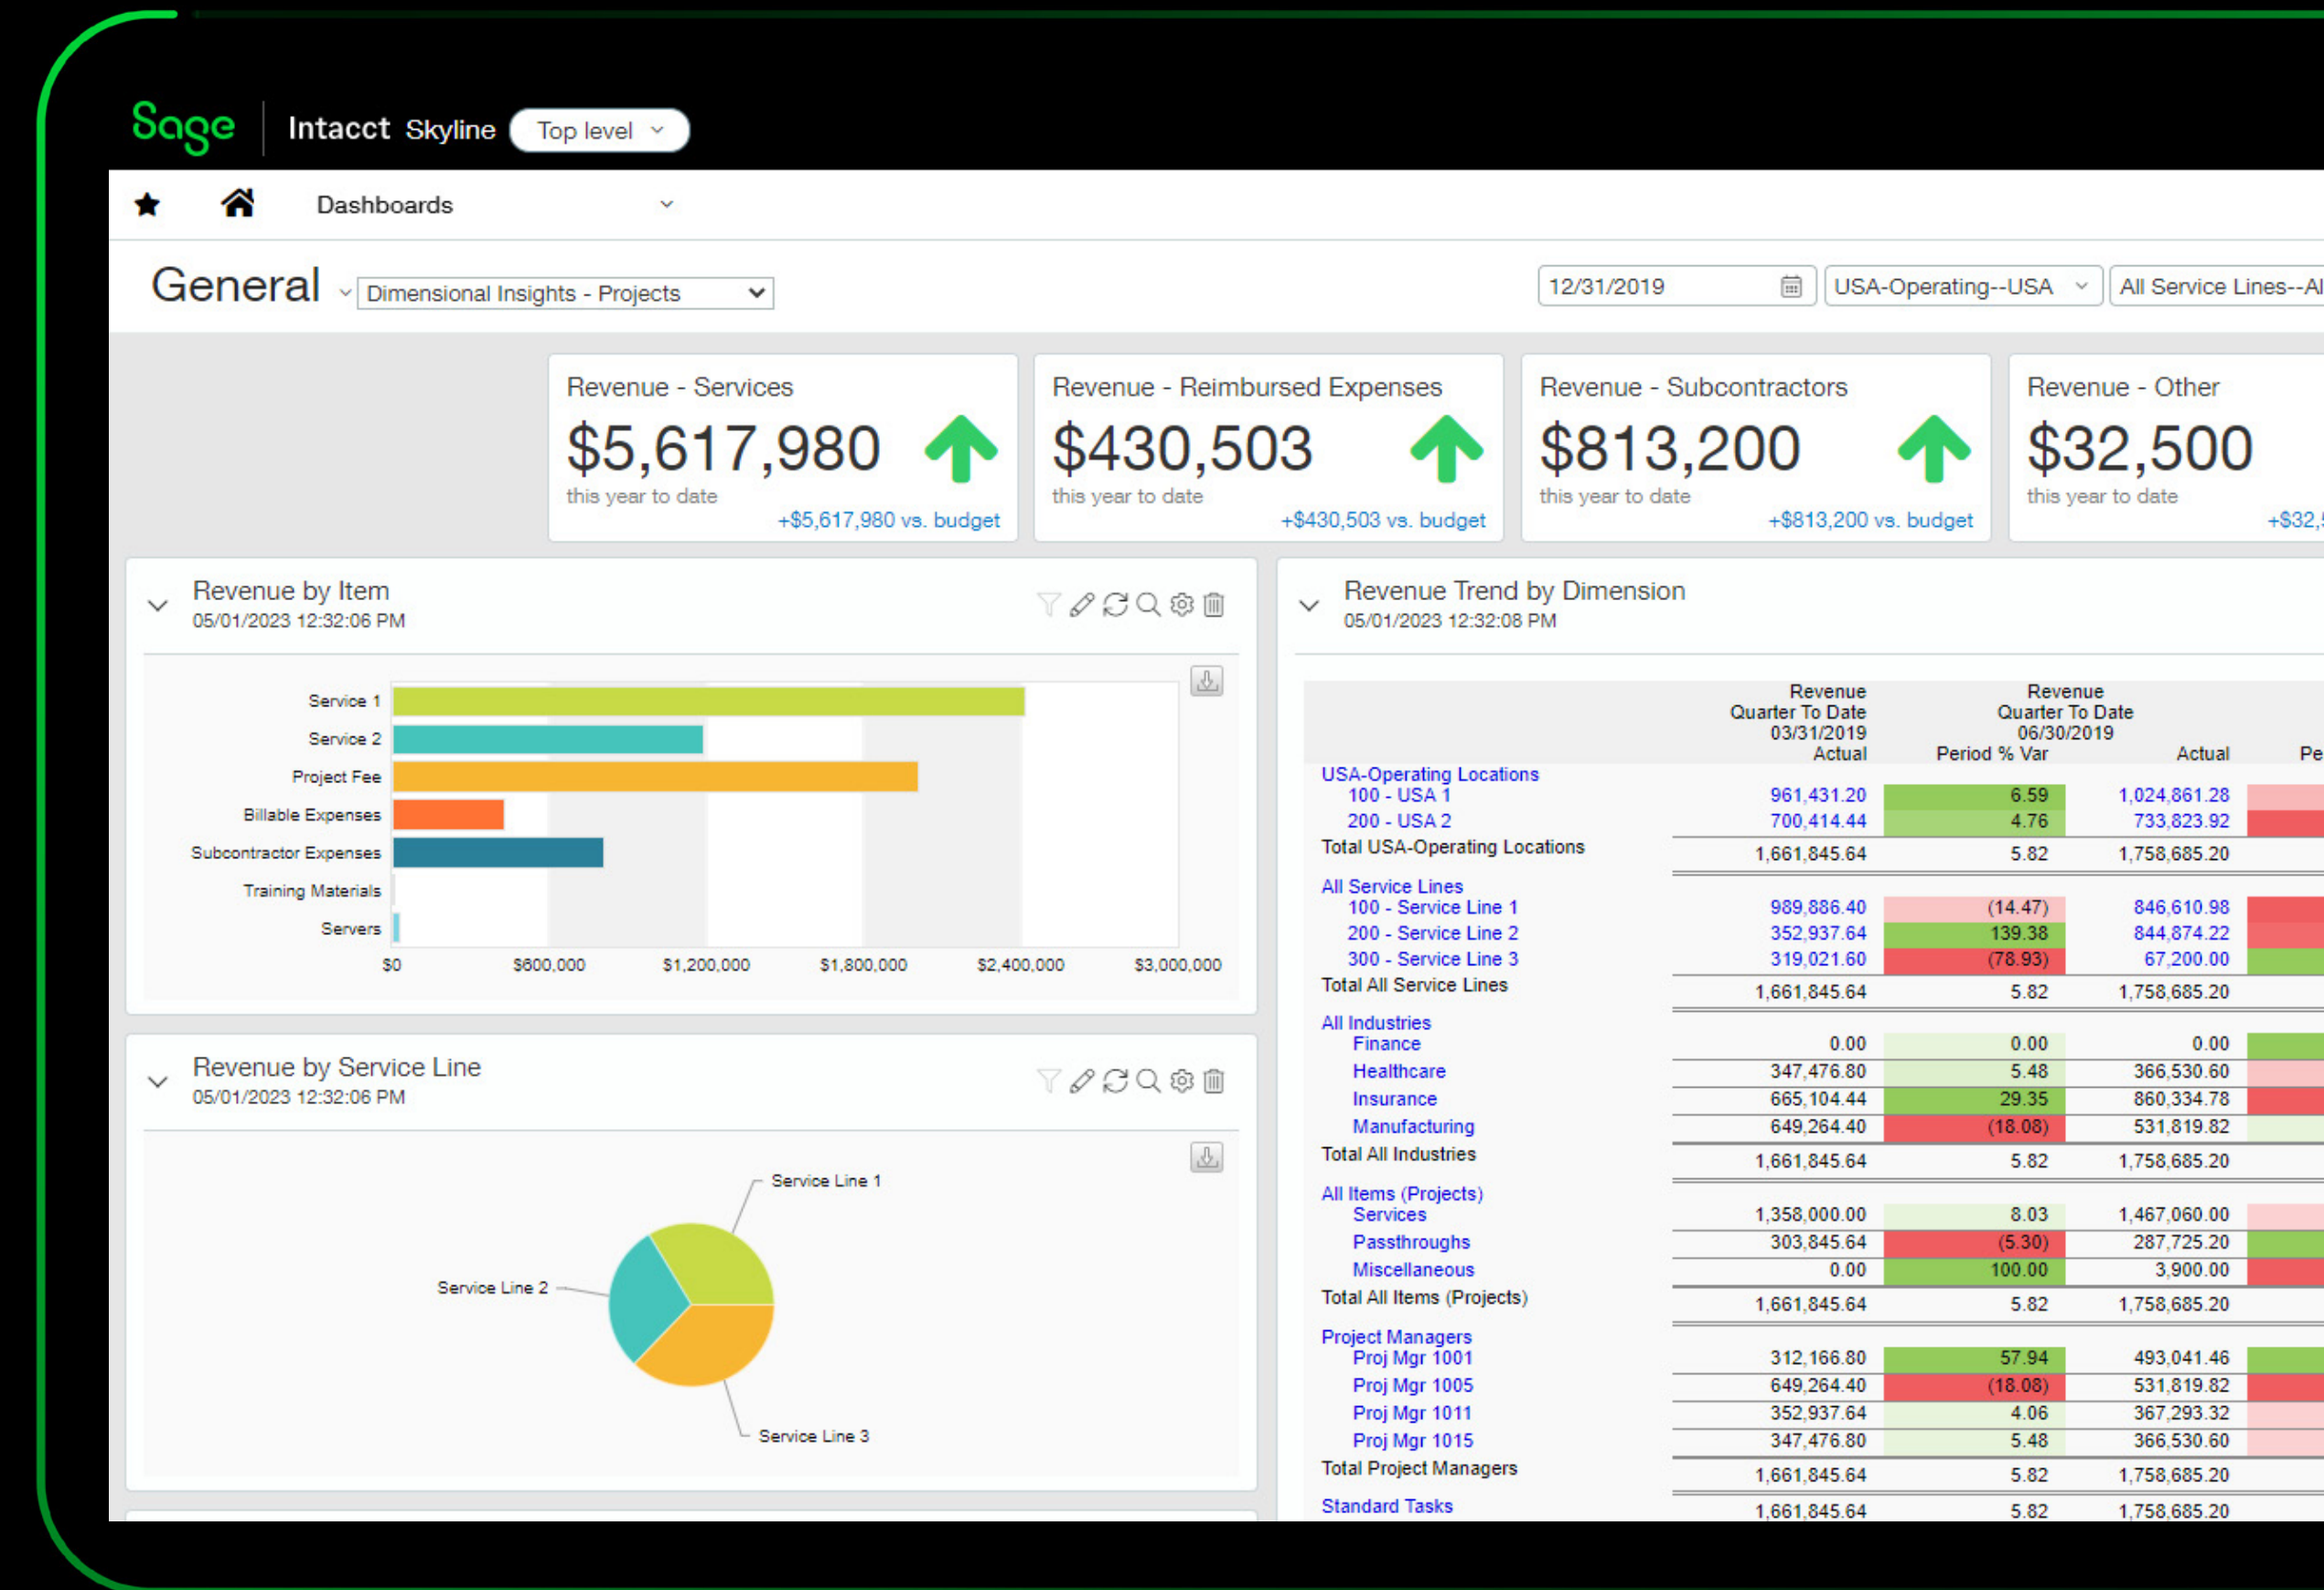 Sage Intacct Skyline Top level
Dashboards
General Dimensional Insights - Projects 12/31/2019 USA-Operating--USA All Service Lines--Al
Revenue - Services
$5,617,980
this year to date
+$5,617,980 vs. budget
Revenue - Reimbursed Expenses
$430,503
this year to date
+$430,503 vs. budget
Revenue - Subcontractors
$813,200
this year to date
+$813,200 vs. budget
Revenue - Other
$32,500
this year to date
+$32,
Revenue by Item
05/01/2023 12:32:06 PM
Service 1
Service 2
Project Fee
Billable Expenses
Subcontractor Expenses
Training Materials
Servers
$0 $600,000 $1,200,000 $1,800,000 $2,400,000 $3,000,000
Revenue by Service Line
05/01/2023 12:32:06 PM
Service Line 1
Service Line 2
Service Line 3
Revenue Trend by Dimension
05/01/2023 12:32:08 PM
Revenue Revenue
Quarter To Date Quarter To Date
03/31/2019 06/30/2019
Actual Period % Var Actual Pe
USA-Operating Locations
100 - USA 1 961,431.20 6.59 1,024,861.28
200 - USA 2 700,414.44 4.76 733,823.92
Total USA-Operating Locations 1,661,845.64 5.82 1,758,685.20
All Service Lines
100 - Service Line 1 989,886.40 (14.47) 846,610.98
200 - Service Line 2 352,937.64 139.38 844,874.22
300 - Service Line 3 319,021.60 (78.93) 67,200.00
Total All Service Lines 1,661,845.64 5.82 1,758,685.20
All Industries
Finance 0.00 0.00 0.00
Healthcare 347,476.80 5.48 366,530.60
Insurance 665,104.44 29.35 860,334.78
Manufacturing 649,264.40 (18.08) 531,819.82
Total All Industries 1,661,845.64 5.82 1,758,685.20
All Items (Projects)
Services 1,358,000.00 8.03 1,467,060.00
Passthroughs 303,845.64 (5.30) 287,725.20
Miscellaneous 0.00 100.00 3,900.00
Total All Items (Projects) 1,661,845.64 5.82 1,758,685.20
Project Managers
Proj Mgr 1001 312,166.80 57.94 493,041.46
Proj Mgr 1005 649,264.40 (18.08) 531,819.82
Proj Mgr 1011 352,937.64 4.06 367,293.32
Proj Mgr 1015 347,476.80 5.48 366,530.60
Total Project Managers 1,661,845.64 5.82 1,758,685.20
Standard Tasks 1,661,845.64 5.82 1,758,685.20